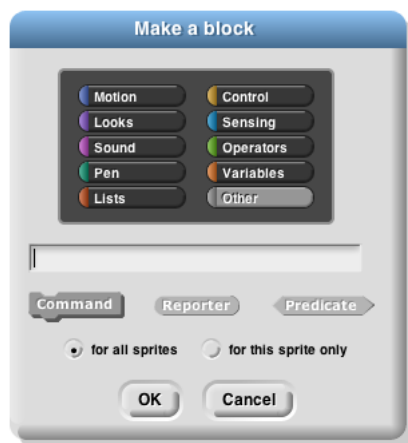 Make a block
Motion Control
Looks Sensing
Sound Operators
Pen Variables
Lists Other
Command Reporter Predicate
for all sprites for this sprite only
OK Cancel